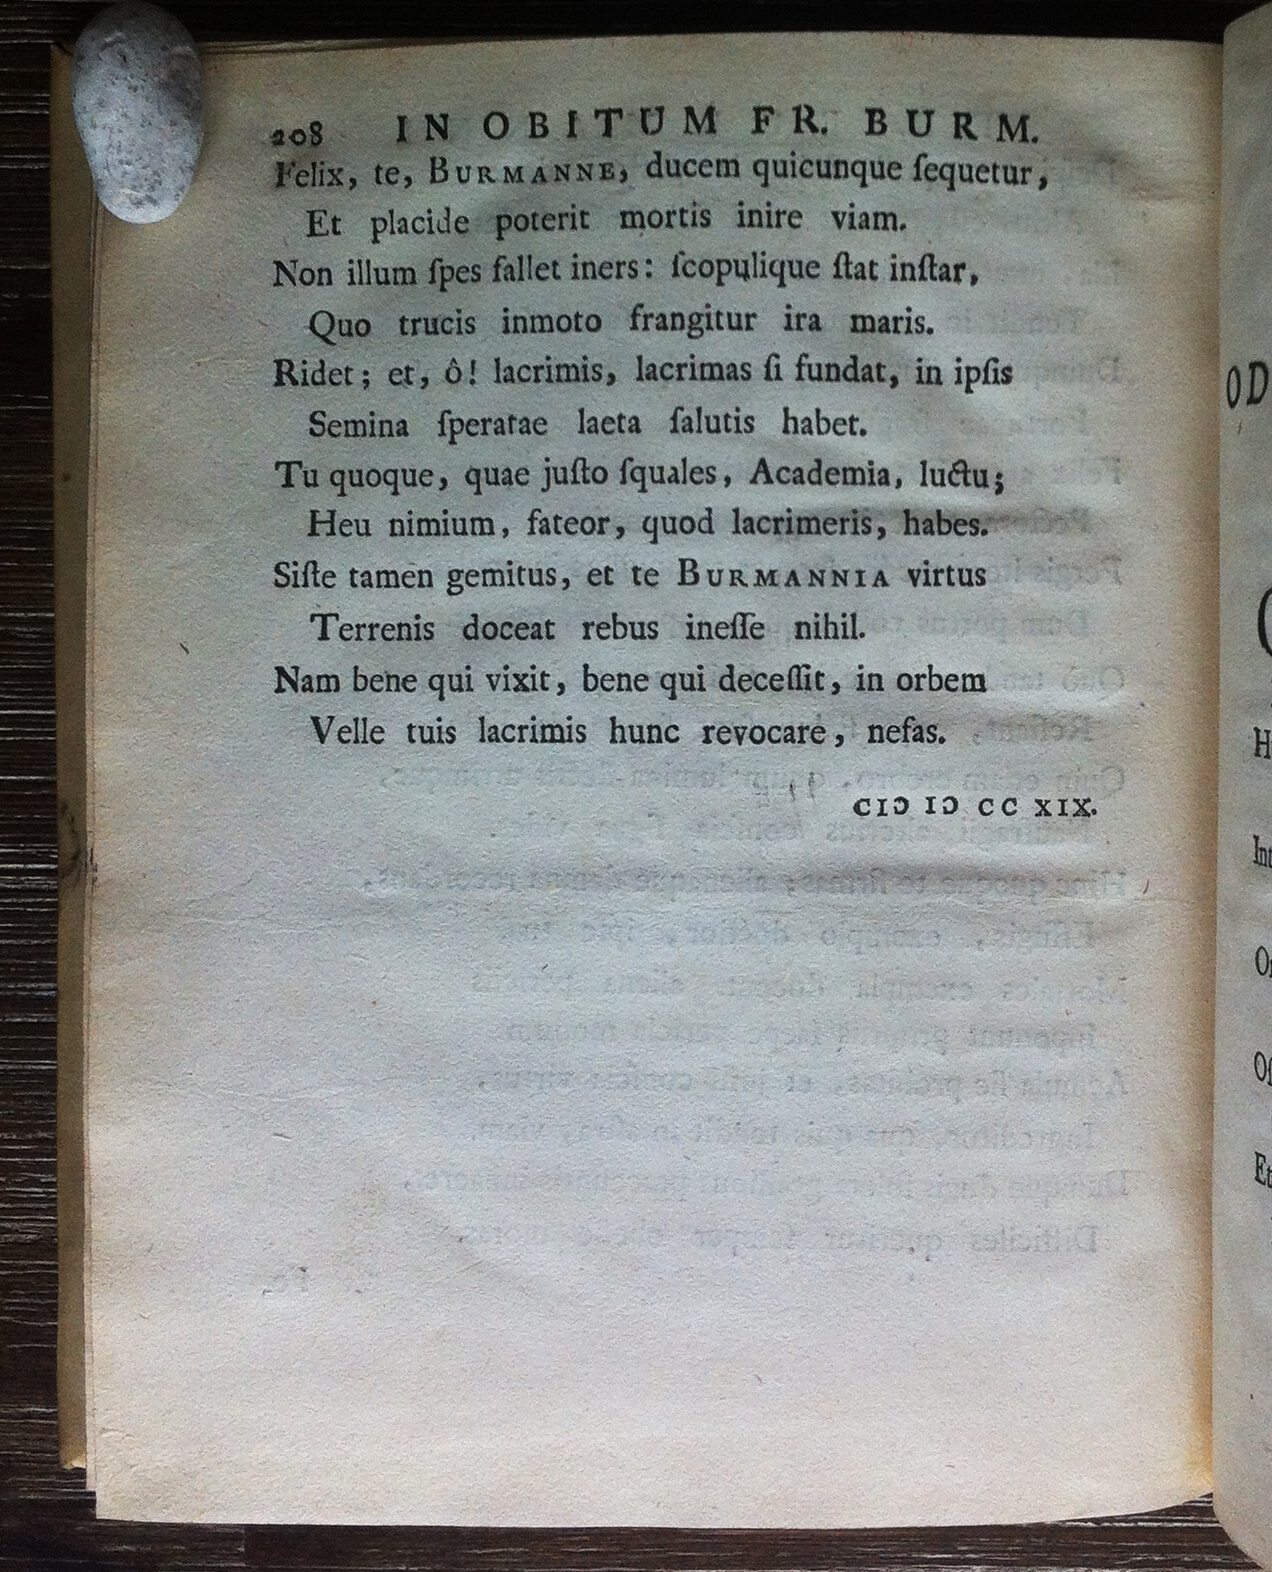 208 IN OBITUM FR. BURM.
Felix, te, BURMANNE, ducem quicunque ſequetur,
Et placide poterit mortis inire viam.
Non illum ſpes fallet iners: ſcopulique ſtat inſtar,
Quo trucis inmoto frangitur ira maris.
Ridet; et, ô! lacrimis, lacrimas ſi fundat, in ipſis
Semina ſperatae laeta ſalutis habet.
Tu quoque, quae juſto ſquales, Academia, luctu;
Heu nimium, fateor, quod lacrimeris, habes.
Siſte tamen gemitus, et te BURMANNIA virtus
Terrenis doceat rebus ineſſe nihil.
Nam bene qui vixit, bene qui deceſſit, in orbem
Velle tuis lacrimis hunc revocare, nefas.
CIↃ IↃ CC XIX.
OD
H
Et